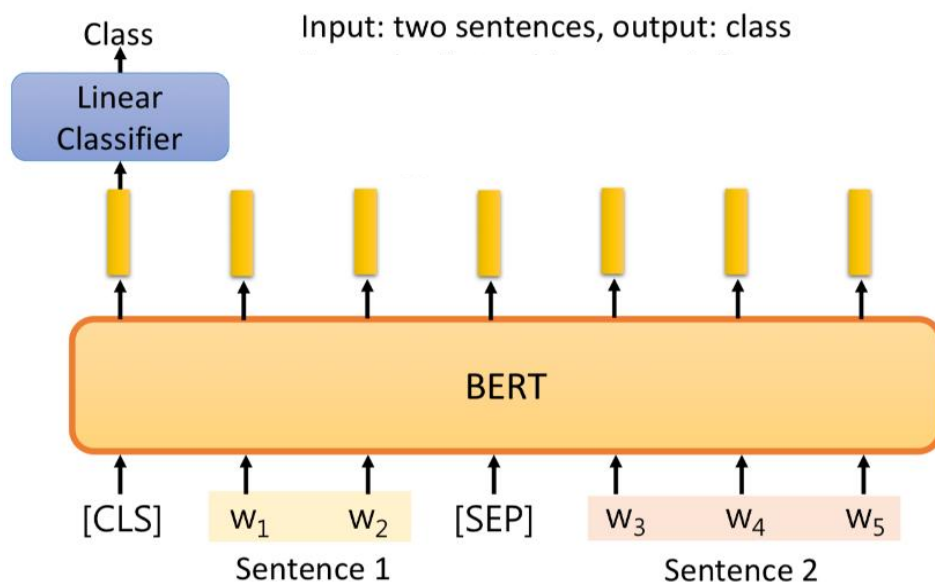 Class
Input: two sentences, output: class
Linear
Classifier
BERT
[CLS] w₁ w₂ [SEP] w₃ w₄ w₅
Sentence 1 Sentence 2